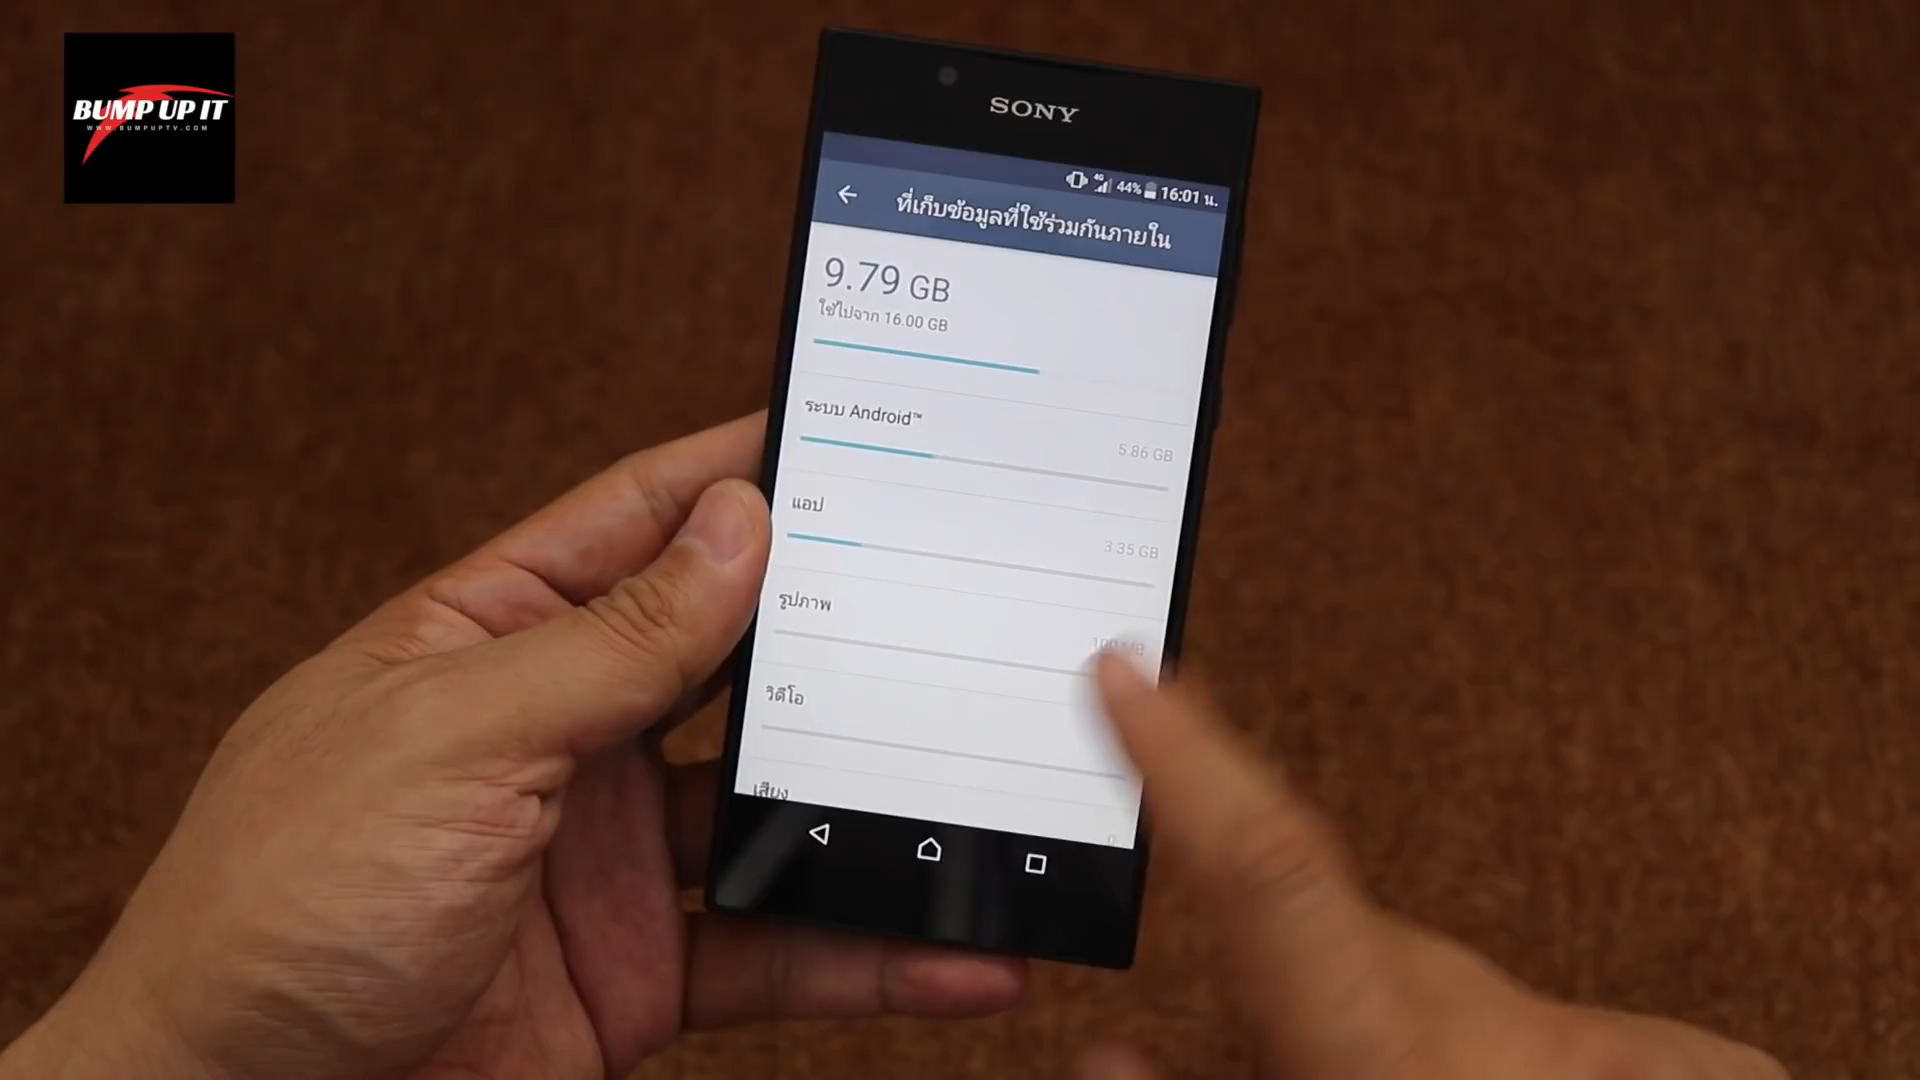 BUMP UP IT
WWW.BUMPUPTV.COM
SONY
4G 44% 16:01 น.
ที่เก็บข้อมูลที่ใช้ร่วมกันภายใน
9.79 GB
ใช้ไปจาก 16.00 GB
ระบบ Android™
5.86 GB
แอป
3.35 GB
รูปภาพ
วิดีโอ
เสียง
0